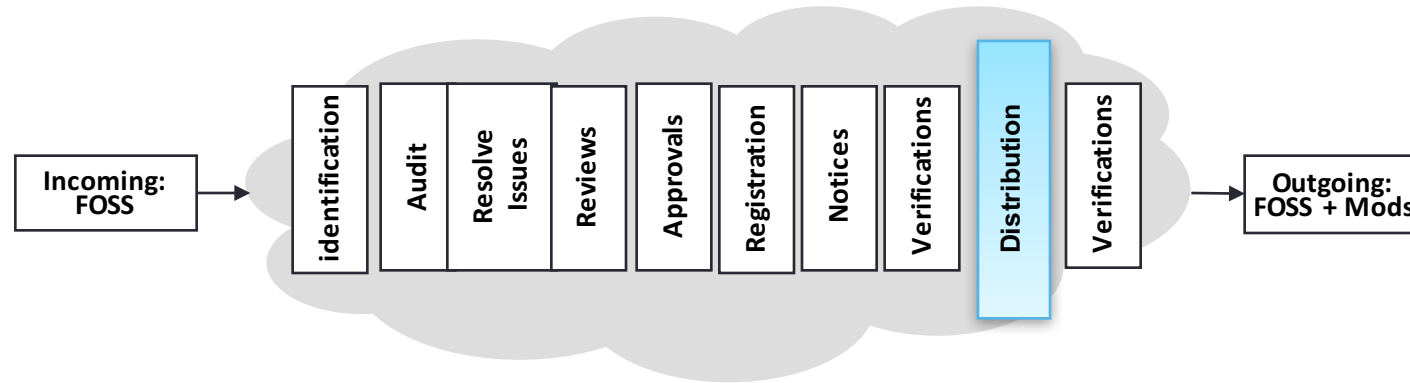 Incoming:
FOSS
identification
Audit
Resolve
Issues
Reviews
Approvals
Registration
Notices
Verifications
Distribution
Verifications
Outgoing:
FOSS + Mods